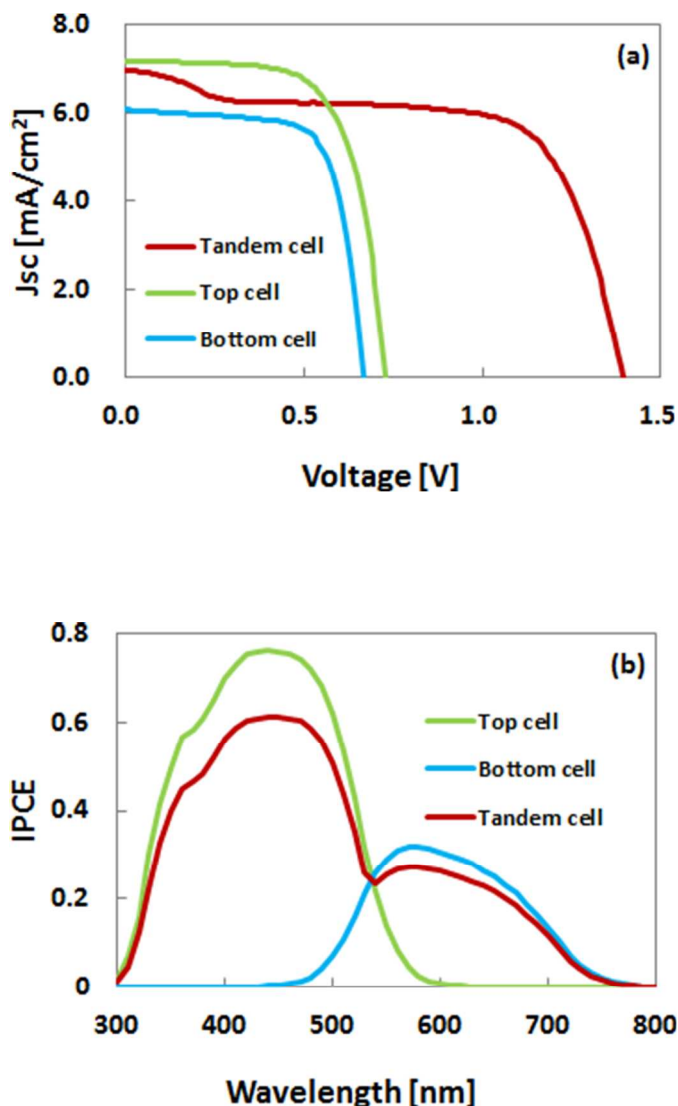 8.0
(a)
6.0
4.0
2.0
0.0
Jsc [mA/cm²]
Tandem cell
Top cell
Bottom cell
0.0 0.5 1.0 1.5
Voltage [V]
0.8
(b)
0.6
0.4
0.2
0
IPCE
Top cell
Bottom cell
Tandem cell
300 400 500 600 700 800
Wavelength [nm]